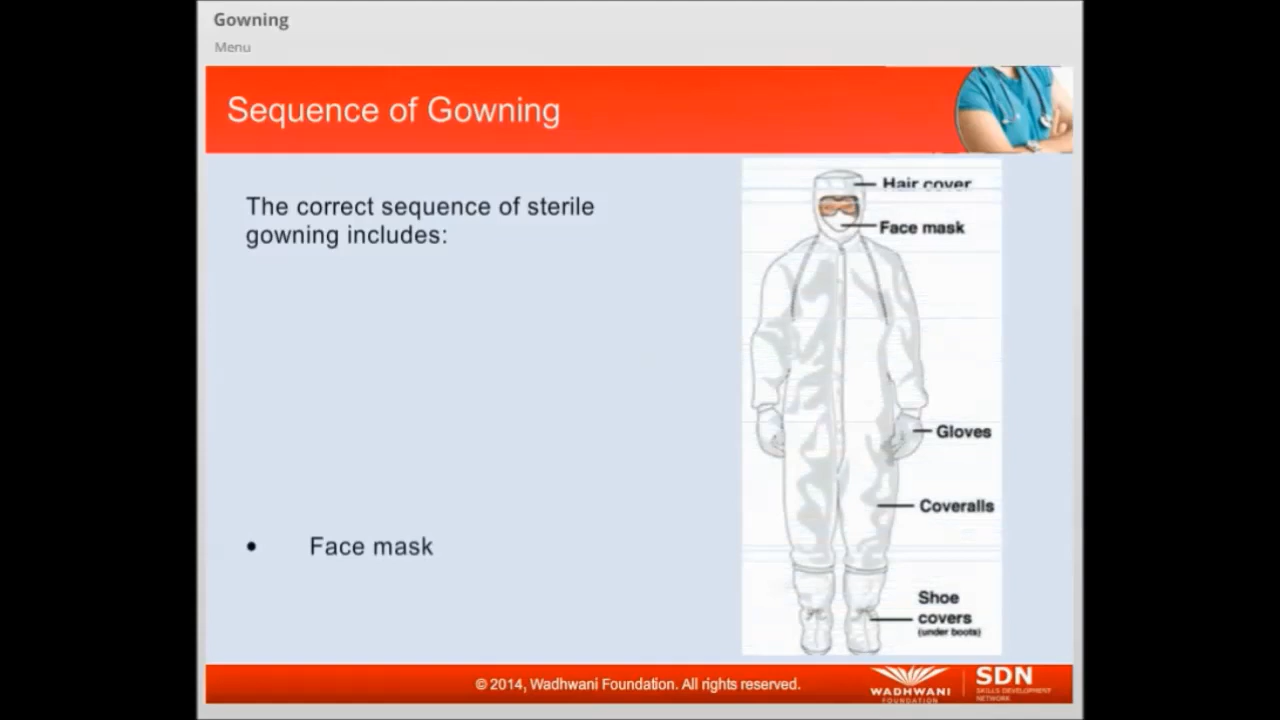 Gowning
Menu
Sequence of Gowning
The correct sequence of sterile
gowning includes:
• Face mask
Hair cover
Face mask
Gloves
Coveralls
Shoe
covers
(under boots)
© 2014, Wadhwani Foundation. All rights reserved.
WADHWANI
FOUNDATION
SDN
SKILLS DEVELOPMENT
NETWORK